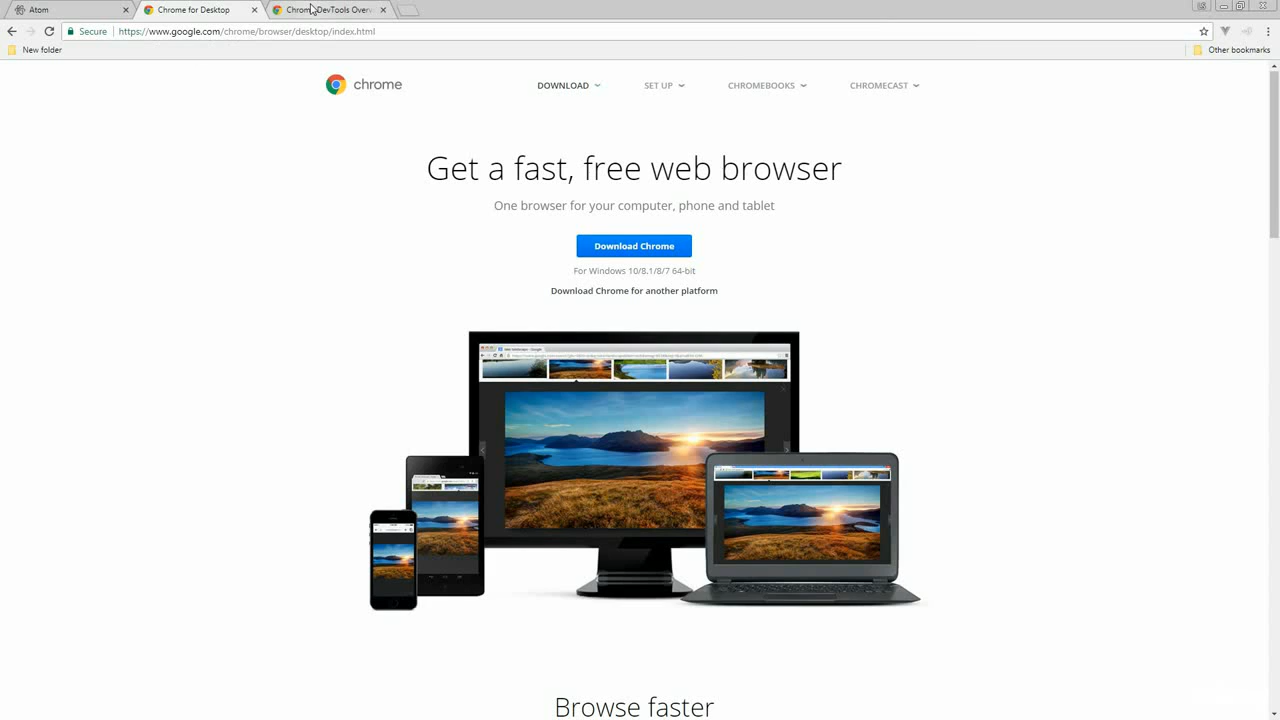 Atom
Chrome for Desktop
Chrome DevTools Overv
Secure
https://www.google.com/chrome/browser/desktop/index.html
New folder
Other bookmarks
chrome
DOWNLOAD
SET UP
CHROMEBOOKS
CHROMECAST
Get a fast, free web browser
One browser for your computer, phone and tablet
Download Chrome
For Windows 10/8.1/8/7 64-bit
Download Chrome for another platform
Browse faster